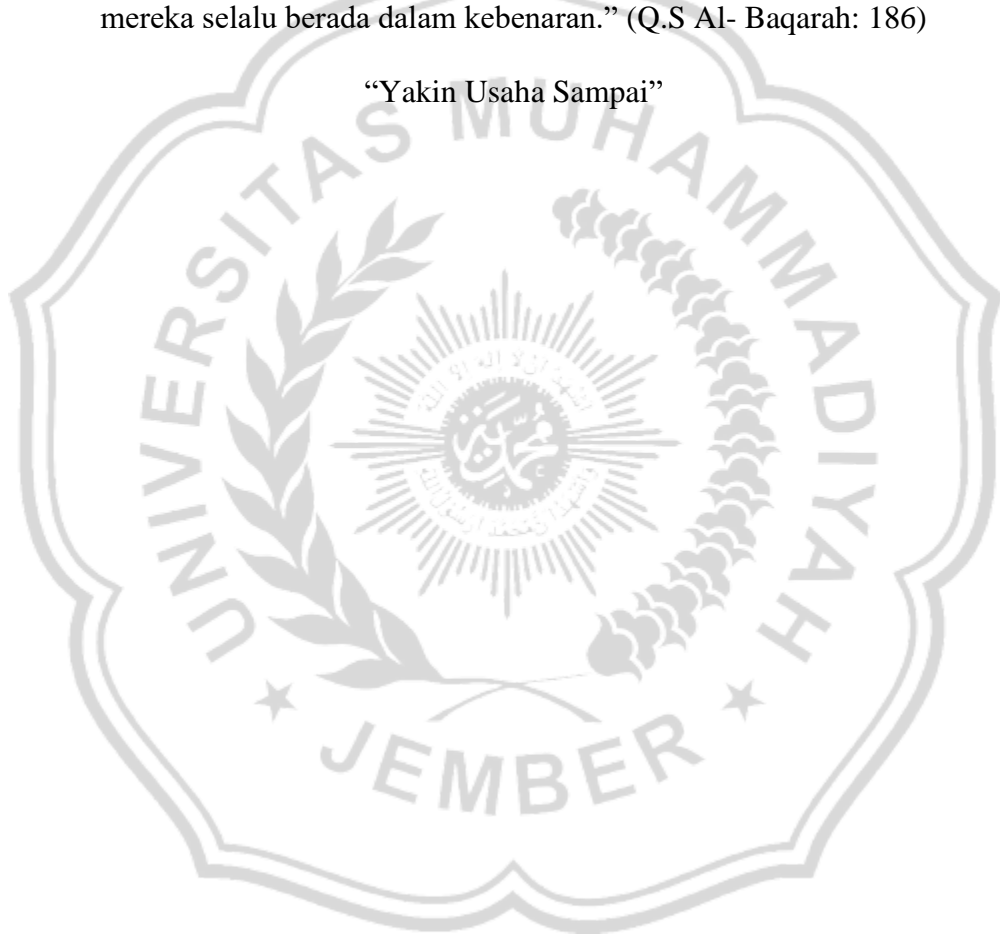 mereka selalu berada dalam kebenaran.” (Q.S Al- Baqarah: 186)
“Yakin Usaha Sampai”
UNIVERSITAS MUHAMMADIYAH
JEMBER